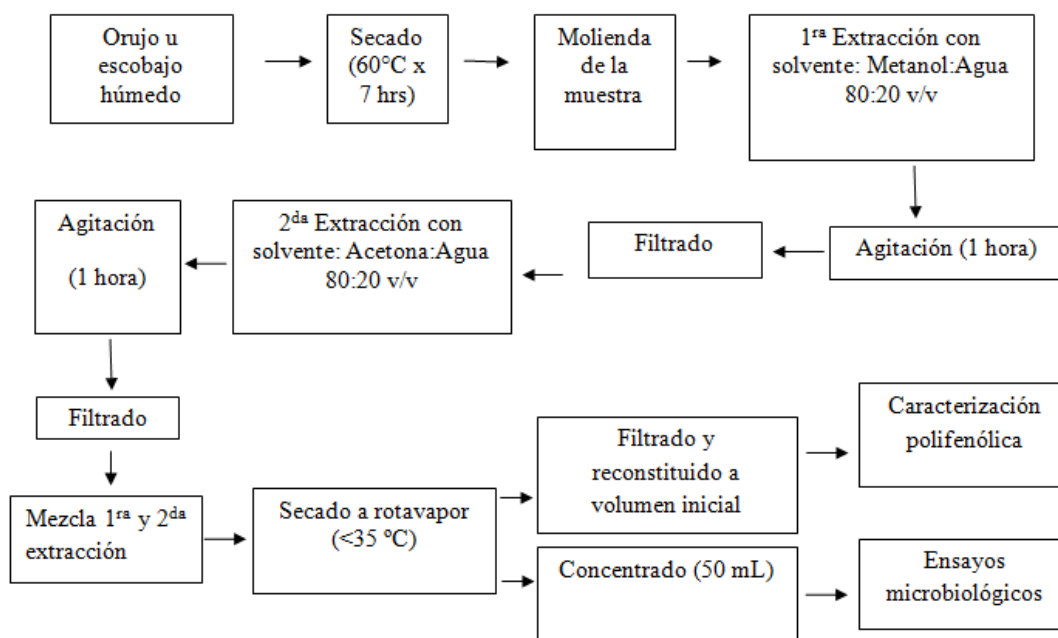 Orujo u
escobajo
húmedo
Secado
(60°C x
7 hrs)
Molienda
de la
muestra
1ra Extracción con
solvente: Metanol:Agua
80:20 v/v
Agitación (1 hora)
Filtrado
2da Extracción con
solvente: Acetona:Agua
80:20 v/v
Agitación
(1 hora)
Filtrado
Mezcla 1ra y 2da
extracción
Secado a rotavapor
(<35 ºC)
Filtrado y
reconstituido a
volumen inicial
Caracterización
polifenólica
Concentrado (50 mL)
Ensayos
microbiológicos